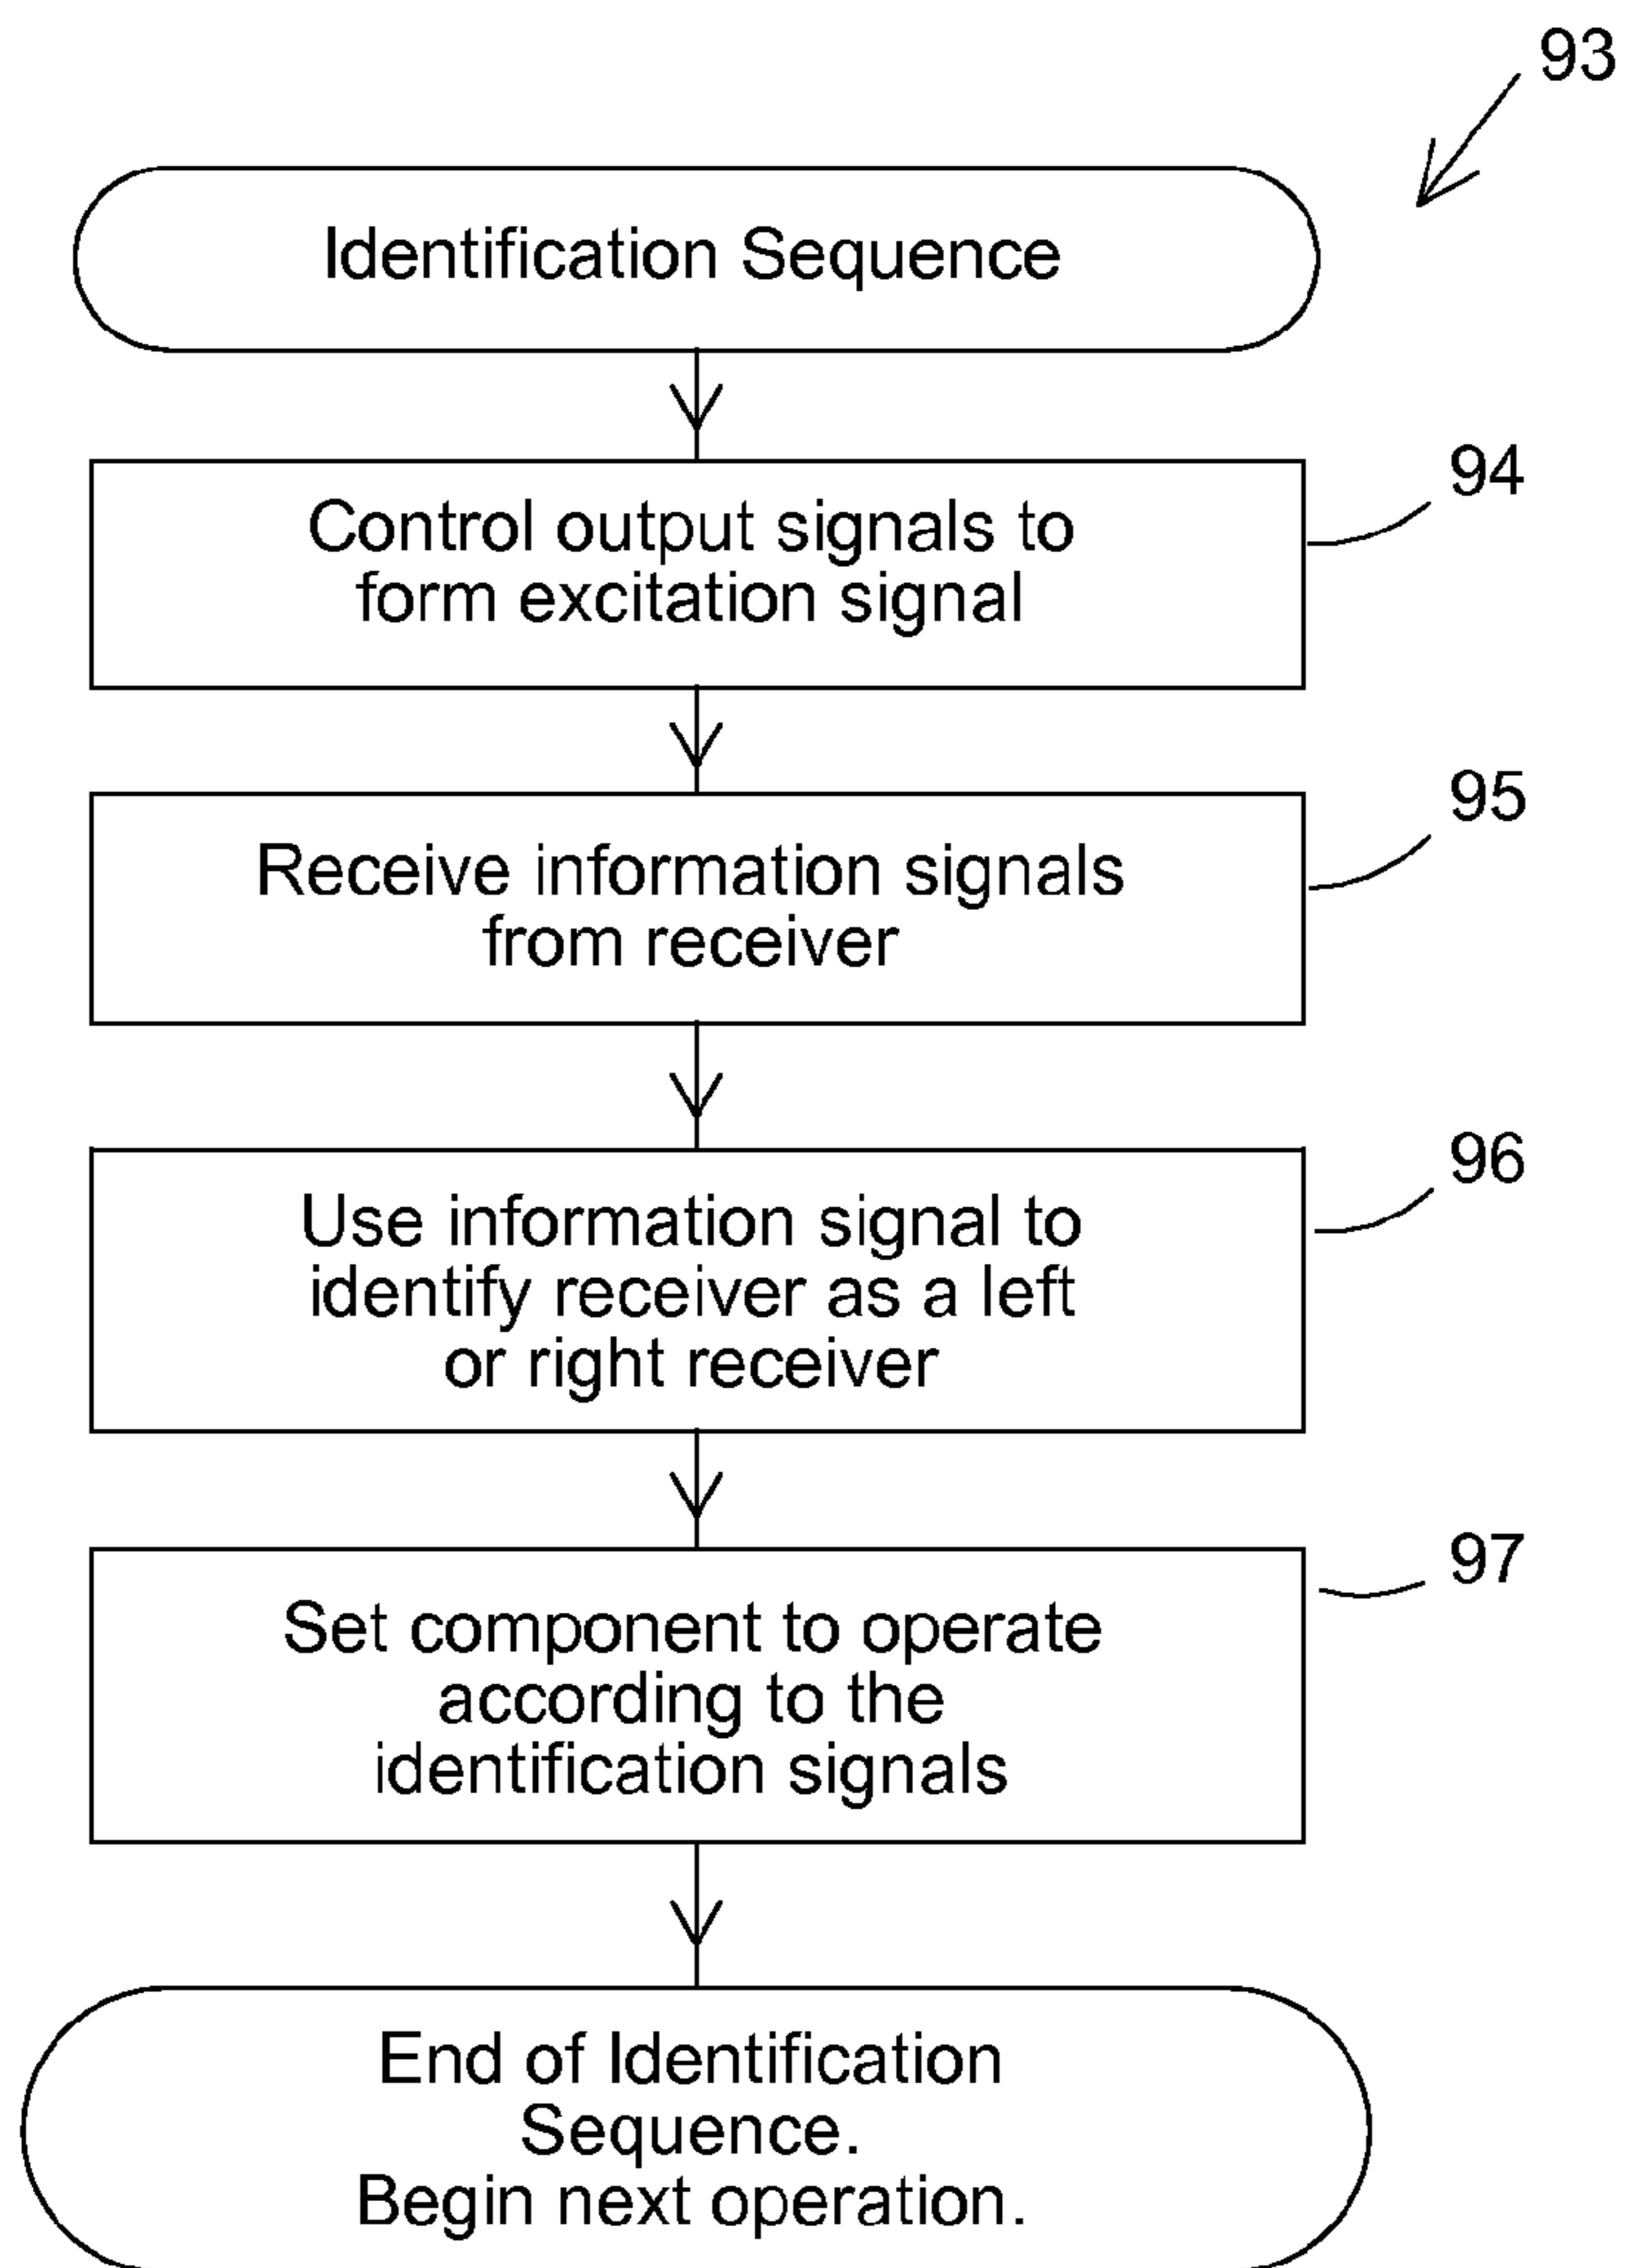 93
Identification Sequence
94
Control output signals to
form excitation signal
95
Receive information signals
from receiver
96
Use information signal to
identify receiver as a left
or right receiver
97
Set component to operate
according to the
identification signals
End of Identification
Sequence.
Begin next operation.